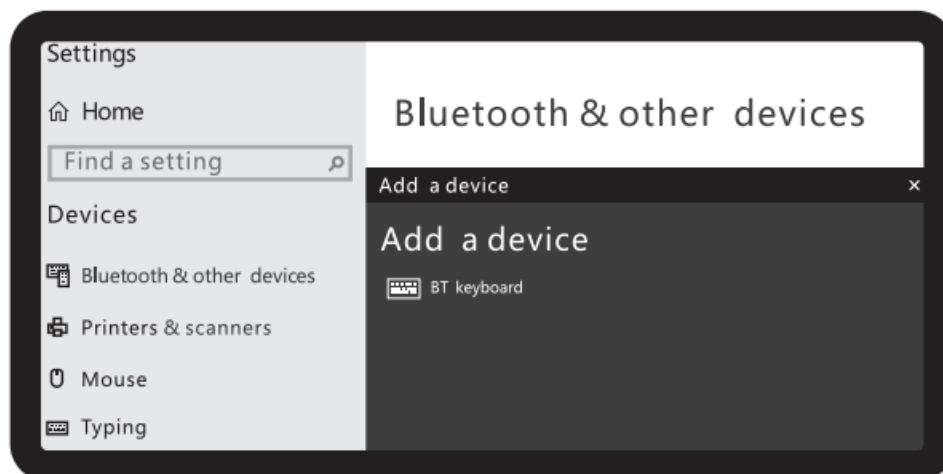 Settings
Home
Find a setting
Devices
Bluetooth & other devices
Printers & scanners
Mouse
Typing
Bluetooth & other devices
Add a device
Add a device
BT keyboard